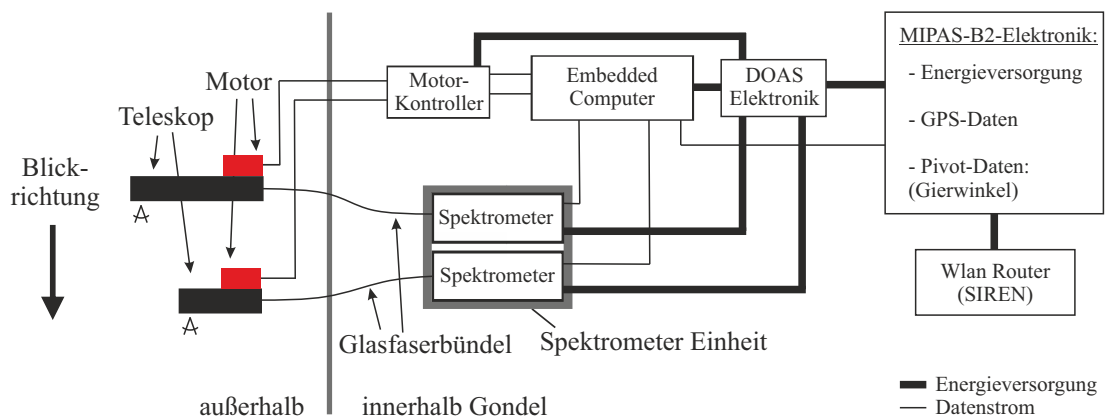 MIPAS-B2-Elektronik:
- Energieversorgung
- GPS-Daten
- Pivot-Daten:
(Gierwinkel)
Motor-
Kontroller
Embedded
Computer
DOAS
Elektronik
Motor
Teleskop
Blick-
richtung
Spektrometer
Spektrometer
Wlan Router
(SIREN)
Glasfaserbündel
Spektrometer Einheit
außerhalb
innerhalb Gondel
Energieversorgung
Datenstrom